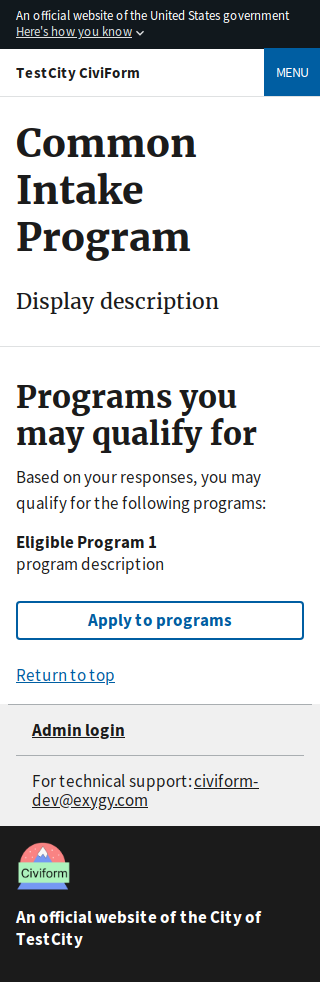 An official website of the United States government
Here's how you know
TestCity CiviForm
MENU
Common
Intake
Program
Display description
Programs you
may qualify for
Based on your responses, you may
qualify for the following programs:
Eligible Program 1
program description
Apply to programs
Return to top
Admin login
For technical support: civiform-
dev@exygy.com
Civiform
An official website of the City of
TestCity